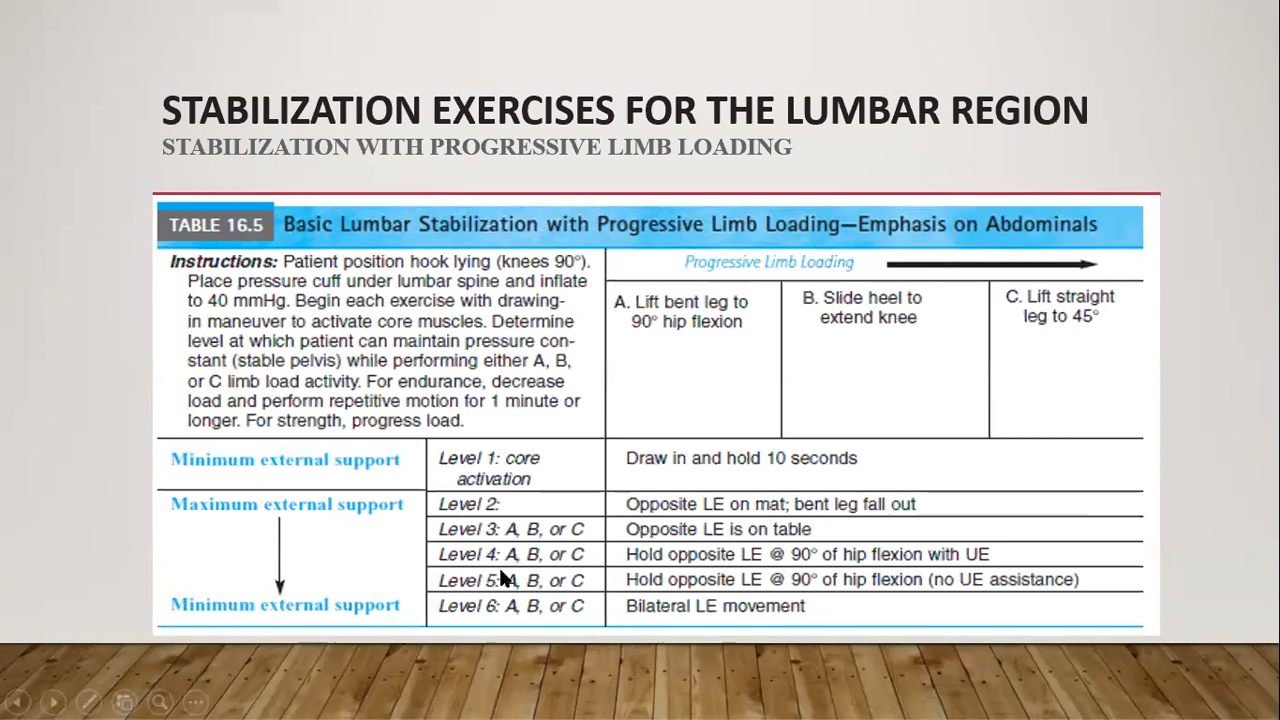 STABILIZATION EXERCISES FOR THE LUMBAR REGION
STABILIZATION WITH PROGRESSIVE LIMB LOADING
TABLE 16.5 Basic Lumbar Stabilization with Progressive Limb Loading—Emphasis on Abdominals
Instructions: Patient position hook lying (knees 90°).
Place pressure cuff under lumbar spine and inflate
to 40 mmHg. Begin each exercise with drawing-
in maneuver to activate core muscles. Determine
level at which patient can maintain pressure con-
stant (stable pelvis) while performing either A, B,
or C limb load activity. For endurance, decrease
load and perform repetitive motion for 1 minute or
longer. For strength, progress load.
Progressive Limb Loading
A. Lift bent leg to
90° hip flexion
B. Slide heel to
extend knee
C. Lift straight
leg to 45°
Minimum external support
Level 1: core
activation
Draw in and hold 10 seconds
Maximum external support
Level 2:
Opposite LE on mat; bent leg fall out
Level 3: A, B, or C
Opposite LE is on table
Level 4: A, B, or C
Hold opposite LE @ 90° of hip flexion with UE
Level 5: A, B, or C
Hold opposite LE @ 90° of hip flexion (no UE assistance)
Minimum external support
Level 6: A, B, or C
Bilateral LE movement